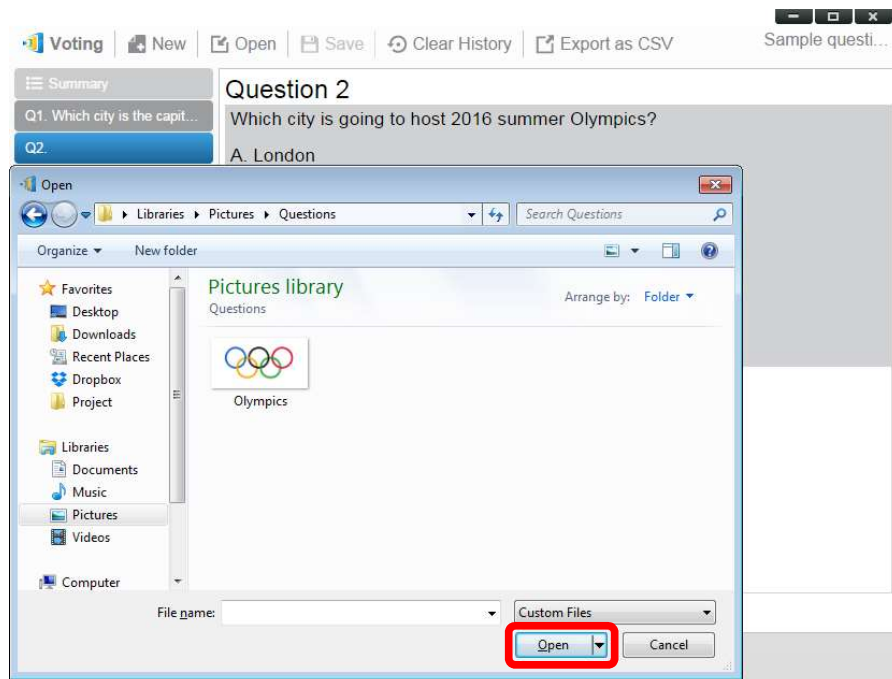 Voting New Open Save Clear History Export as CSV Sample questi...
Summary
Q1. Which city is the capit...
Q2.
Question 2
Which city is going to host 2016 summer Olympics?
A. London
Open
Libraries Pictures Questions Search Questions
Organize New folder
Favorites
Desktop
Downloads
Recent Places
Dropbox
Project
Libraries
Documents
Music
Pictures
Videos
Computer
Pictures library
Questions
Arrange by: Folder
Olympics
File name: Custom Files
Open Cancel